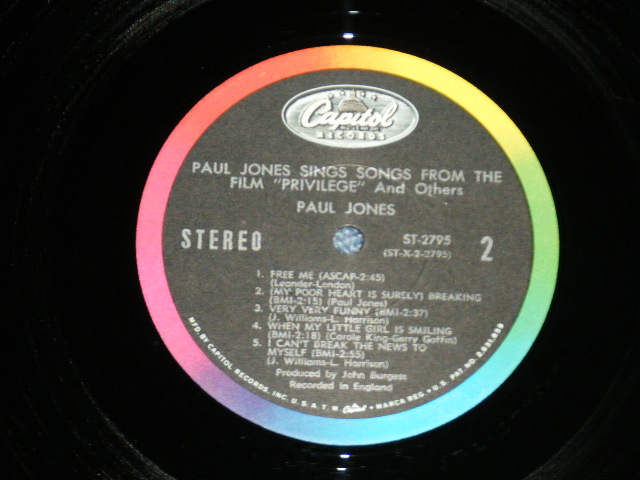 Capitol
RECORDS
PAUL JONES SINGS SONGS FROM THE
FILM "PRIVILEGE" And Others
PAUL JONES
STEREO
ST-2795
(ST-X-2-2795)
2
1. FREE ME (ASCAP-2:45)
(Leander-London)
2. (MY POOR HEART IS SURELY) BREAKING
(BMI-2:15) (Paul Jones)
3. VERY VERY FUNNY (BMI-2:37)
(J. Williams-L. Harrison)
4. WHEN MY LITTLE GIRL IS SMILING
(BMI-2:18) (Carole King-Gerry Goffin)
5. I CAN'T BREAK THE NEWS TO
MYSELF (BMI-2:55)
(J. Williams-L. Harrison)
Produced by John Burgess
Recorded in England
MFD. BY CAPITOL RECORDS, INC. U.S.A. T.M. Capitol • MARCA REG. • U.S. PAT. NO. 2,631,859